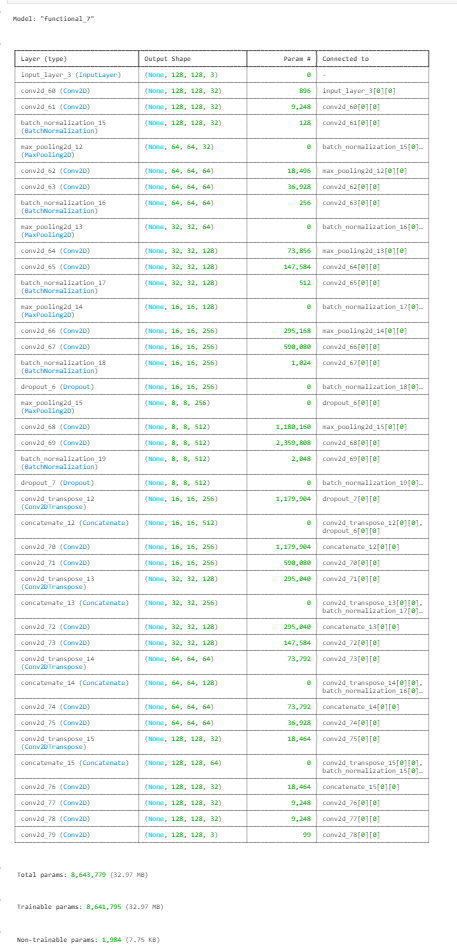 Model: "functional_7"
Layer (type) Output Shape Param # Connected to
input_layer_3 (InputLayer) (None, 128, 128, 3) 0 -
conv2d_60 (Conv2D) (None, 128, 128, 32) 896 input_layer_3[0][0]
conv2d_61 (Conv2D) (None, 128, 128, 32) 9,248 conv2d_60[0][0]
batch_normalization_15 (None, 128, 128, 32) 128 conv2d_61[0][0]
(BatchNormalization)
max_pooling2d_12 (None, 64, 64, 32) 0 batch_normalization_15[0]…
(MaxPooling2D)
conv2d_62 (Conv2D) (None, 64, 64, 64) 18,496 max_pooling2d_12[0][0]
conv2d_63 (Conv2D) (None, 64, 64, 64) 36,928 conv2d_62[0][0]
batch_normalization_16 (None, 64, 64, 64) 256 conv2d_63[0][0]
(BatchNormalization)
max_pooling2d_13 (None, 32, 32, 64) 0 batch_normalization_16[0]…
(MaxPooling2D)
conv2d_64 (Conv2D) (None, 32, 32, 128) 73,856 max_pooling2d_13[0][0]
conv2d_65 (Conv2D) (None, 32, 32, 128) 147,584 conv2d_64[0][0]
batch_normalization_17 (None, 32, 32, 128) 512 conv2d_65[0][0]
(BatchNormalization)
max_pooling2d_14 (None, 16, 16, 128) 0 batch_normalization_17[0]…
(MaxPooling2D)
conv2d_66 (Conv2D) (None, 16, 16, 256) 295,168 max_pooling2d_14[0][0]
conv2d_67 (Conv2D) (None, 16, 16, 256) 590,080 conv2d_66[0][0]
batch_normalization_18 (None, 16, 16, 256) 1,024 conv2d_67[0][0]
(BatchNormalization)
dropout_6 (Dropout) (None, 16, 16, 256) 0 batch_normalization_18[0]…
max_pooling2d_15 (None, 8, 8, 256) 0 dropout_6[0][0]
(MaxPooling2D)
conv2d_68 (Conv2D) (None, 8, 8, 512) 1,180,160 max_pooling2d_15[0][0]
conv2d_69 (Conv2D) (None, 8, 8, 512) 2,359,808 conv2d_68[0][0]
batch_normalization_19 (None, 8, 8, 512) 2,048 conv2d_69[0][0]
(BatchNormalization)
dropout_7 (Dropout) (None, 8, 8, 512) 0 batch_normalization_19[0]…
conv2d_transpose_12 (None, 16, 16, 256) 1,179,904 dropout_7[0][0]
(Conv2DTranspose)
concatenate_12 (Concatenate) (None, 16, 16, 512) 0 conv2d_transpose_12[0][0],
dropout_6[0][0]
conv2d_70 (Conv2D) (None, 16, 16, 256) 1,179,904 concatenate_12[0][0]
conv2d_71 (Conv2D) (None, 16, 16, 256) 590,080 conv2d_70[0][0]
conv2d_transpose_13 (None, 32, 32, 128) 295,040 conv2d_71[0][0]
(Conv2DTranspose)
concatenate_13 (Concatenate) (None, 32, 32, 256) 0 conv2d_transpose_13[0][0],
batch_normalization_17[0]…
conv2d_72 (Conv2D) (None, 32, 32, 128) 295,040 concatenate_13[0][0]
conv2d_73 (Conv2D) (None, 32, 32, 128) 147,584 conv2d_72[0][0]
conv2d_transpose_14 (None, 64, 64, 64) 73,792 conv2d_73[0][0]
(Conv2DTranspose)
concatenate_14 (Concatenate) (None, 64, 64, 128) 0 conv2d_transpose_14[0][0],
batch_normalization_16[0]…
conv2d_74 (Conv2D) (None, 64, 64, 64) 73,792 concatenate_14[0][0]
conv2d_75 (Conv2D) (None, 64, 64, 64) 36,928 conv2d_74[0][0]
conv2d_transpose_15 (None, 128, 128, 32) 18,464 conv2d_75[0][0]
(Conv2DTranspose)
concatenate_15 (Concatenate) (None, 128, 128, 64) 0 conv2d_transpose_15[0][0],
batch_normalization_15[0]…
conv2d_76 (Conv2D) (None, 128, 128, 32) 18,464 concatenate_15[0][0]
conv2d_77 (Conv2D) (None, 128, 128, 32) 9,248 conv2d_76[0][0]
conv2d_78 (Conv2D) (None, 128, 128, 32) 9,248 conv2d_77[0][0]
conv2d_79 (Conv2D) (None, 128, 128, 3) 99 conv2d_78[0][0]
Total params: 8,643,779 (32.97 MB)
Trainable params: 8,641,795 (32.97 MB)
Non-trainable params: 1,984 (7.75 KB)